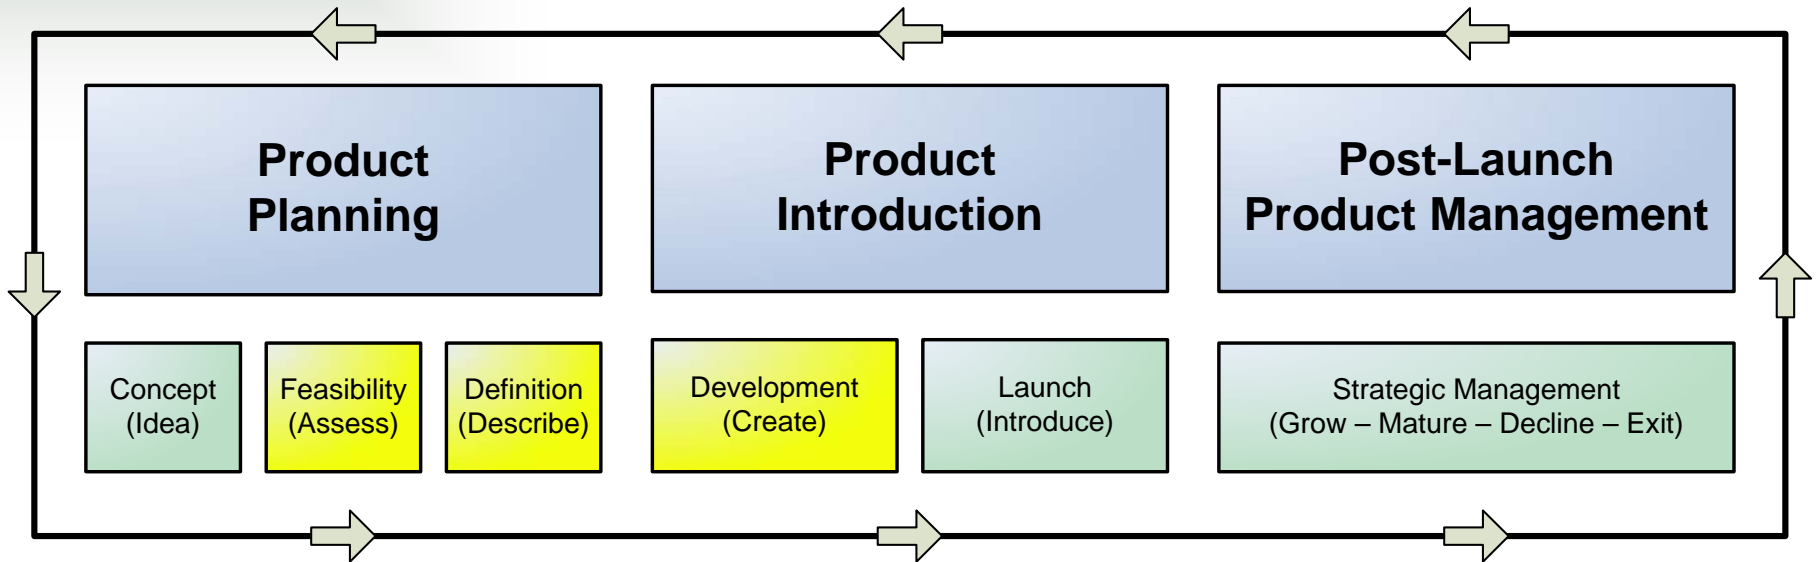 Product
Planning
Product
Introduction
Post-Launch
Product Management
Concept
(Idea)
Feasibility
(Assess)
Definition
(Describe)
Development
(Create)
Launch
(Introduce)
Strategic Management
(Grow – Mature – Decline – Exit)